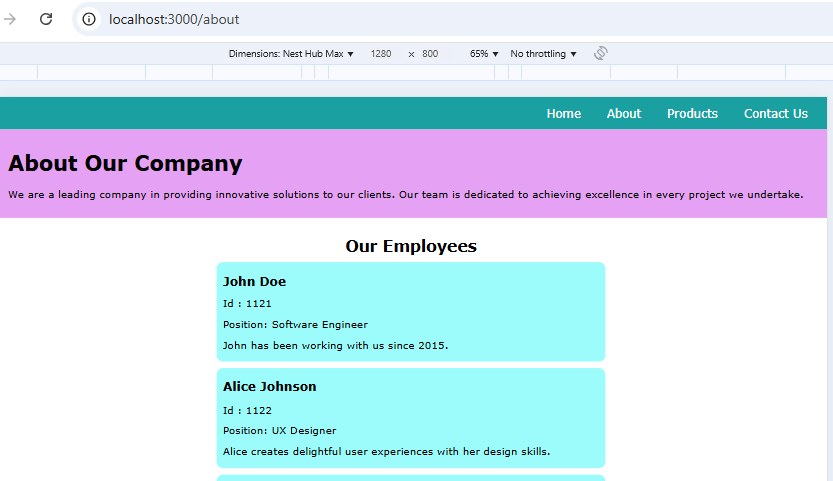 localhost:3000/about
Dimensions: Nest Hub Max ▼ 1280 × 800 65% ▼ No throttling ▼
Home About Products Contact Us
About Our Company
We are a leading company in providing innovative solutions to our clients. Our team is dedicated to achieving excellence in every project we undertake.
Our Employees
John Doe
Id : 1121
Position: Software Engineer
John has been working with us since 2015.
Alice Johnson
Id : 1122
Position: UX Designer
Alice creates delightful user experiences with her design skills.